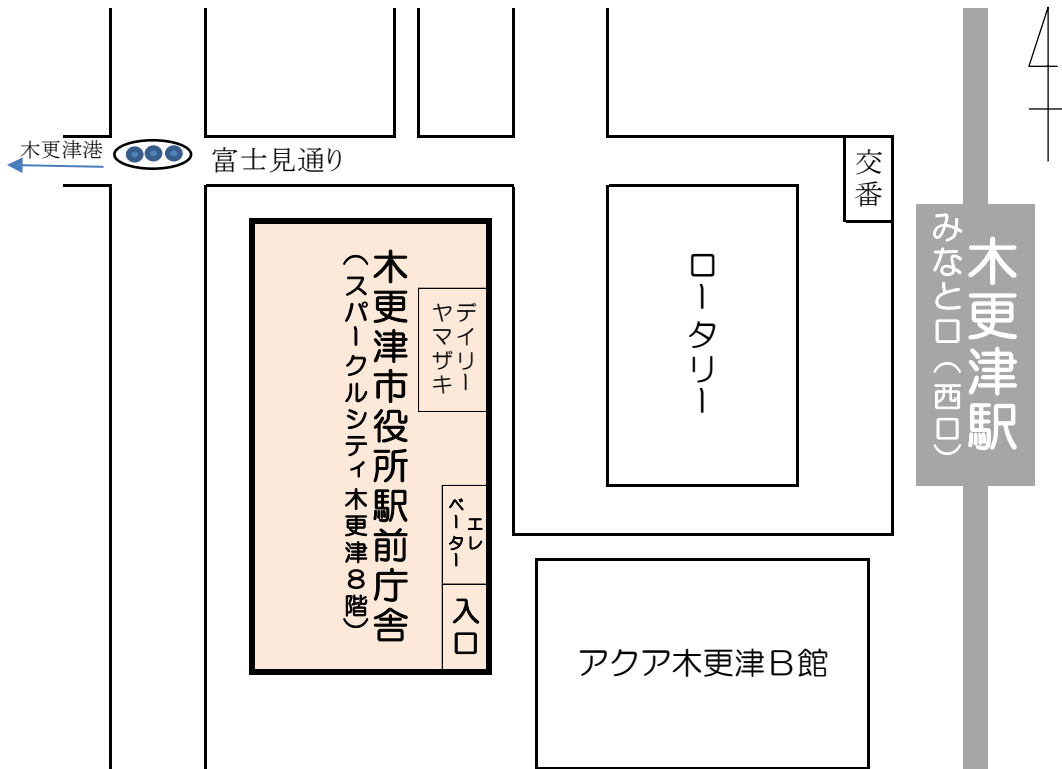 木更津港
富士見通り
交番
木更津駅
みなと口（西口）
ロータリー
木更津市役所駅前庁舎
（スパークルシティ木更津８階）
デイリー
ヤマザキ
エレ
ベーター
入口
アクア木更津Ｂ館